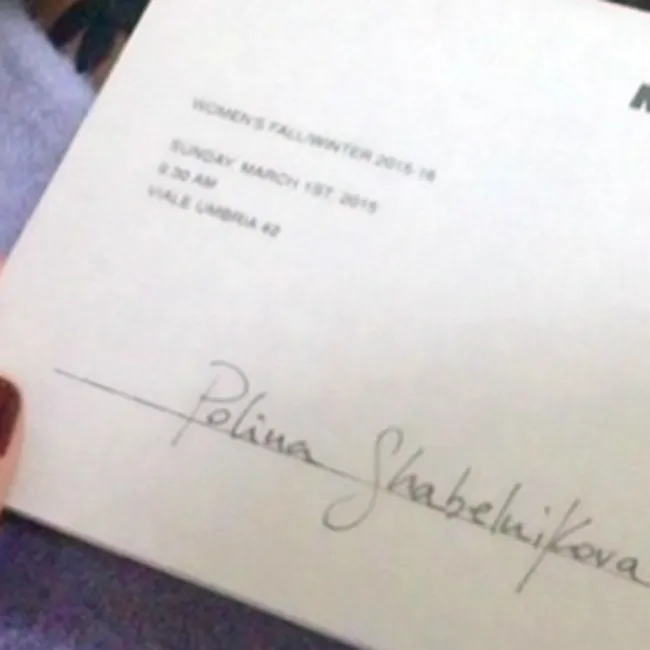 WOMEN'S FALL/WINTER 2015-16
SUNDAY, MARCH 1ST, 2015
9.30 AM
VIALE UMBRIA 42
Polina Shabelnikova